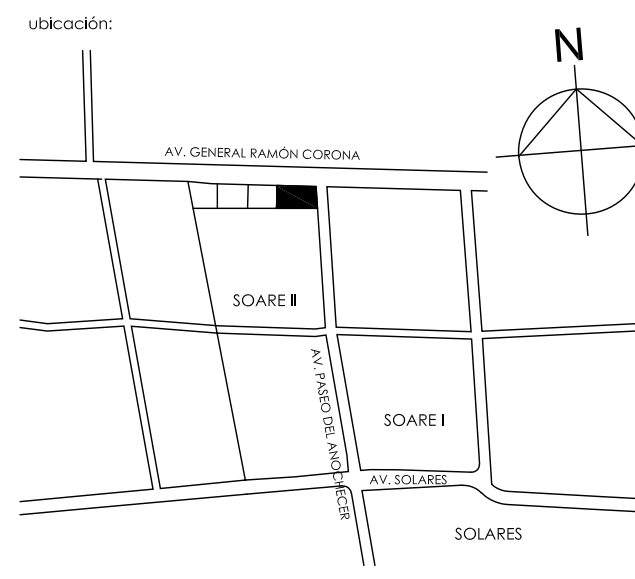 ubicación:
N
AV. GENERAL RAMÓN CORONA
SOARE II
AV. PASEO DEL ANOCHECER
SOARE I
AV. SOLARES
SOLARES